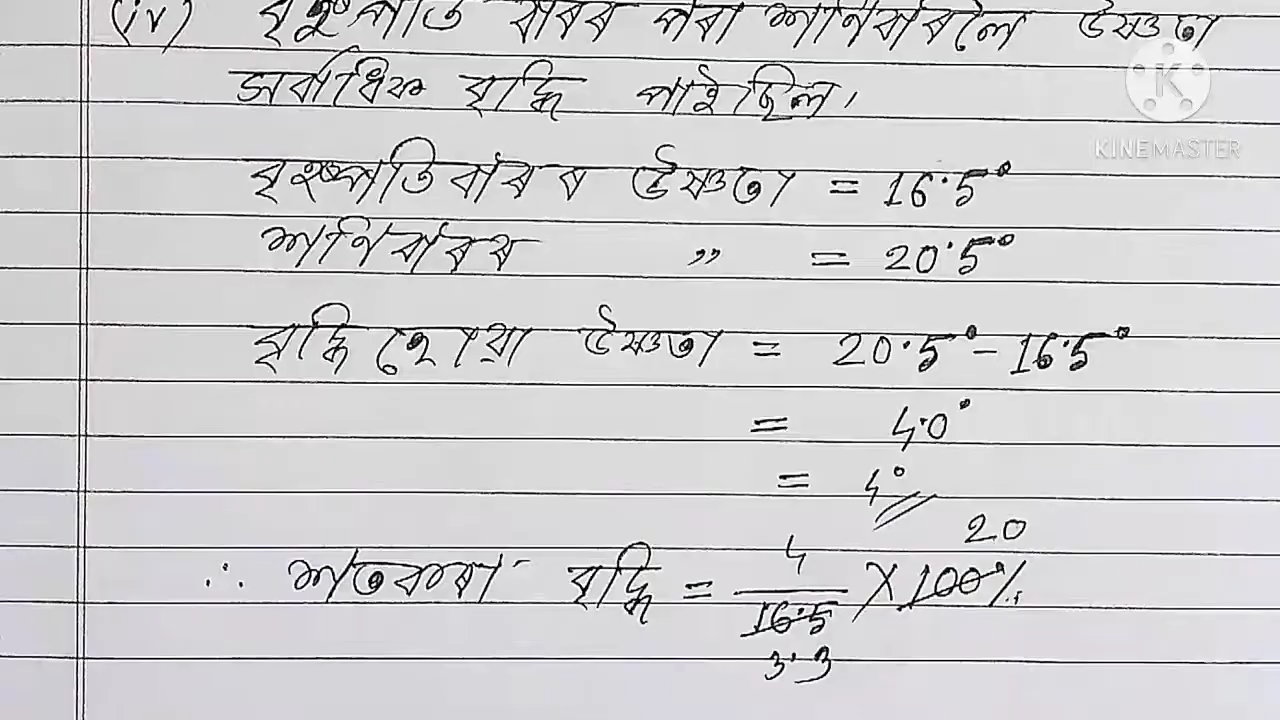 (iv) বৃহস্পতি বাৰৰ পৰা শনিবাৰলৈ উষ্ণতা
সৰ্বাধিক বৃদ্ধি পাইছিল।
KINEMASTER
বৃহস্পতিবাৰৰ উষ্ণতা = 16.5°
শনিবাৰৰ " = 20.5°
বৃদ্ধি হোৱা উষ্ণতা = 20.5° - 16.5°
= 4.0°
= 4°
20
∴ শতকৰা বৃদ্ধি = 4/16.5 × 100%
3.3